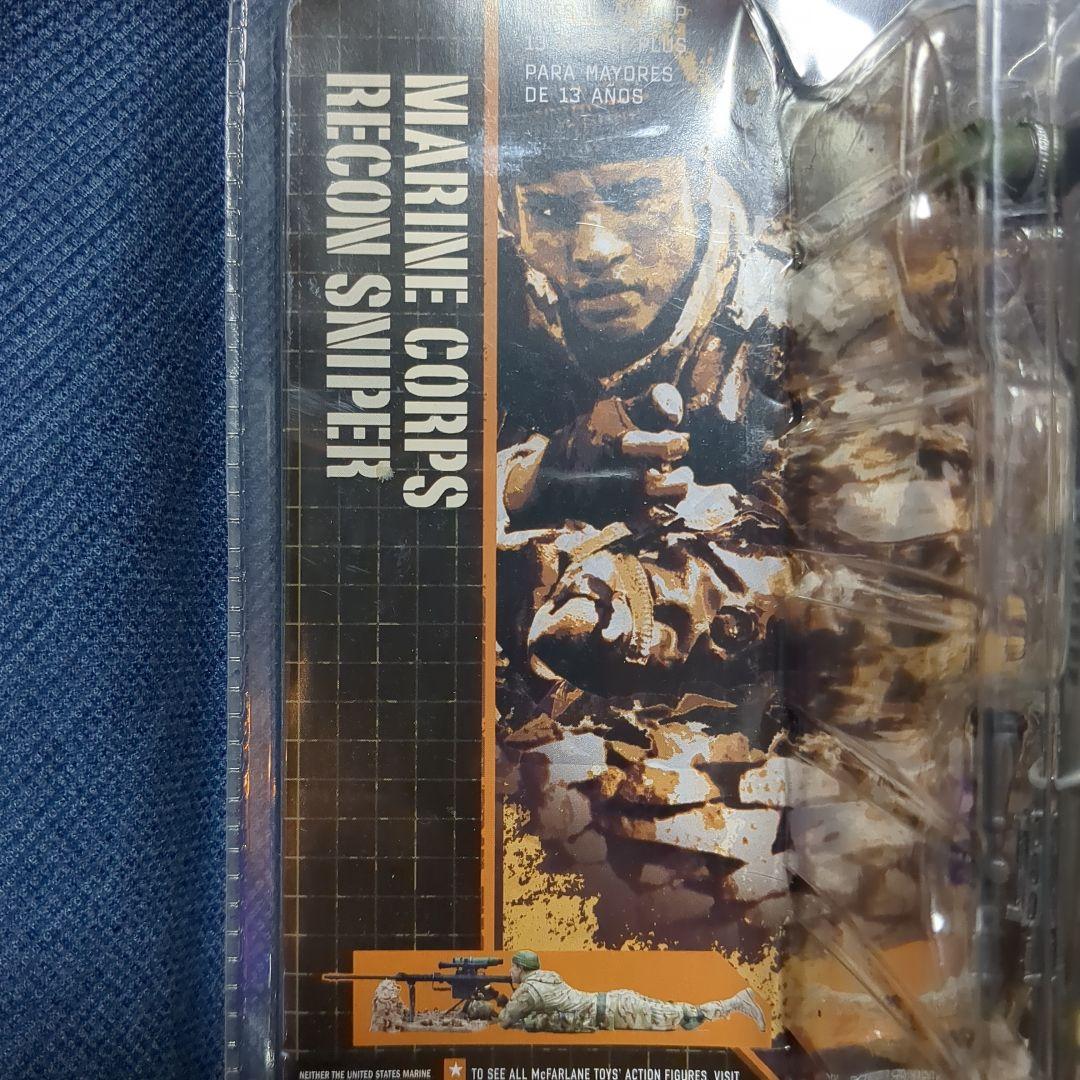 MARINE CORPS
RECON SNIPER
PLUS
PARA MAYORES
DE 13 AÑOS
NEITHER THE UNITED STATES MARINE
TO SEE ALL McFARLANE TOYS' ACTION FIGURES, VISIT